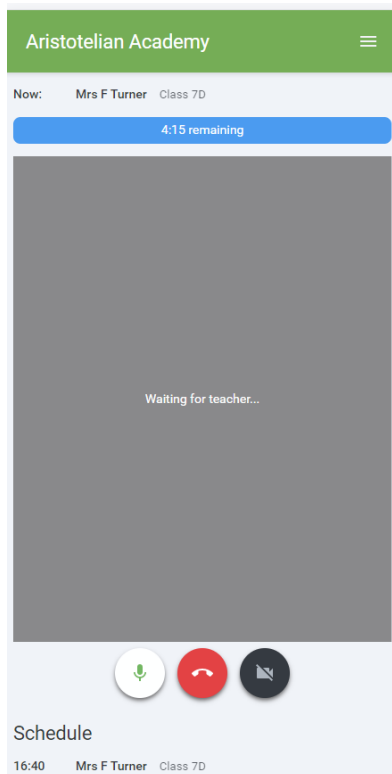 Aristotelian Academy
Now: Mrs F Turner Class 7D
4:15 remaining
Waiting for teacher...
Schedule
16:40 Mrs F Turner Class 7D